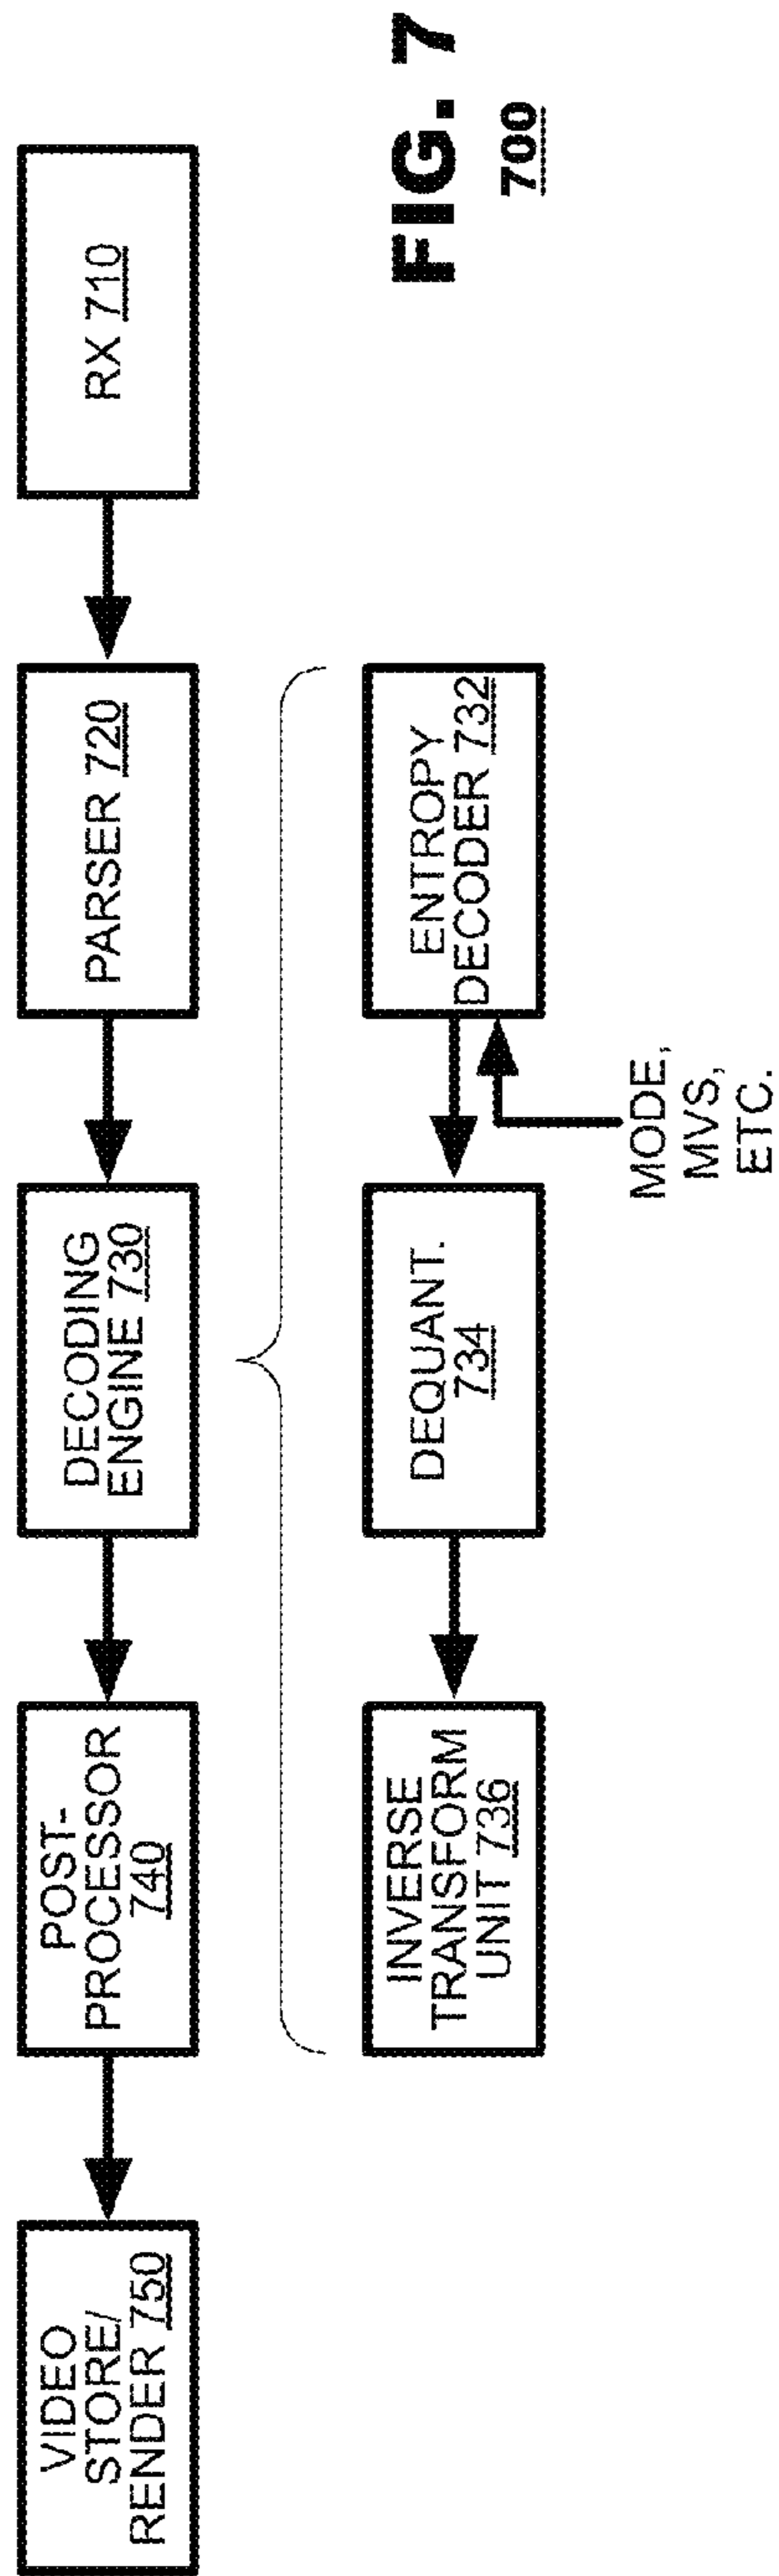 VIDEO
STORE/
RENDER 750
POST-
PROCESSOR
740
DECODING
ENGINE 730
PARSER 720
RX 710
INVERSE
TRANSFORM
UNIT 736
DEQUANT.
734
ENTROPY
DECODER 732
MODE,
MVS,
ETC.
FIG. 7
700